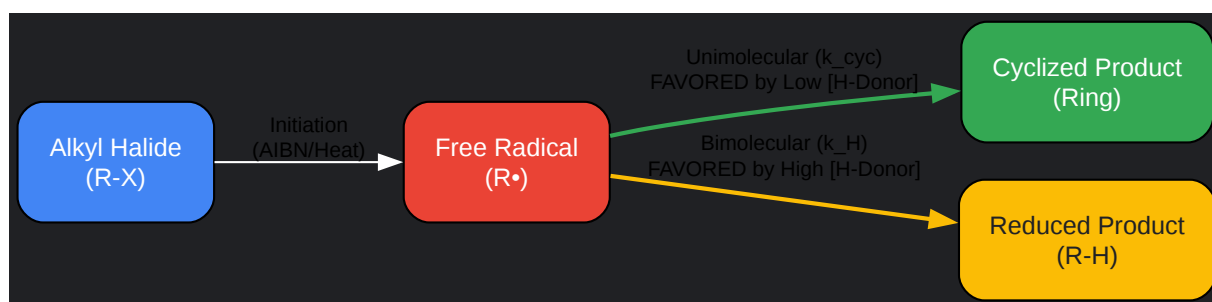 Alkyl Halide
(R-X)
Initiation
(AIBN/Heat)
Free Radical
(R•)
Unimolecular (k_cyc)
FAVORED by Low [H-Donor]
Bimolecular (k_H)
FAVORED by High [H-Donor]
Cyclized Product
(Ring)
Reduced Product
(R-H)